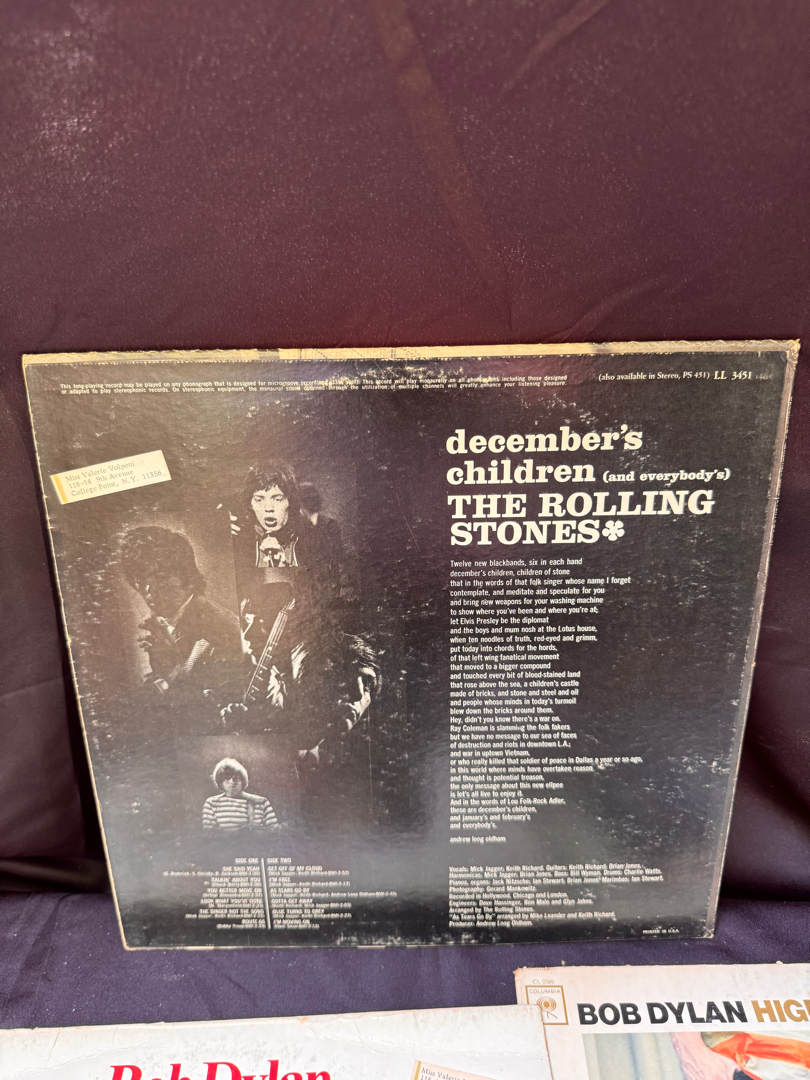 This long-playing record may be played on any phonograph that is designed for microgroove recordings (33⅓ rpm). This record will play monaurally on all phonographs including those designed
or adapted to play stereophonic records. On stereophonic equipment, the monaural sound channeled through the utilization of multiple channels will greatly enhance your listening pleasure.
(also available in Stereo, PS 451) LL 3451
Miss Valerie Volponi
118-14 9th Avenue
College Point, N.Y. 11356
december's
children (and everybody's)
THE ROLLING
STONES
Twelve new blackbands, six in each hand
december's children, children of stone
that in the words of that folk singer whose name I forget
contemplate, and meditate and speculate for you
and bring new weapons for your washing machine
to show where you've been and where you're at;
let Elvis Presley be the diplomat
and the boys and mum nosh at the Lotus house,
when ten noodles of truth, red-eyed and grimm,
put today into chords for the hords,
of that left wing fanatical movement
that moved to a bigger compound
and touched every bit of blood-stained land
that rose above the sea, a children's castle
made of bricks, and stone and steel and oil
and people whose minds in today's turmoil
blew down the bricks around them.
Hey, didn't you know there's a war on.
Ray Coleman is slamming the folk fakers
but we have no message to our sea of faces
of destruction and riots in downtown L.A.;
and war in uptown Vietnam,
or who really killed that soldier of peace in Dallas a year or so ago,
in this world where minds have overtaken reason
and thought is potential treason.
the only message about this new ellpee
is let's all live to enjoy it.
And in the words of Lou Folk-Rock Adler,
these are december's children,
and january's and february's
and everybody's.
andrew loog oldham
SIDE ONE
SHE SAID YEAH
TALKIN' ABOUT YOU
YOU BETTER MOVE ON
LOOK WHAT YOU'VE DONE
THE SINGER NOT THE SONG
ROUTE 66
SIDE TWO
GET OFF OF MY CLOUD
I'M FREE
AS TEARS GO BY
GOTTA GET AWAY
BLUE TURNS TO GREY
I'M MOVING ON
Vocals: Mick Jagger, Keith Richard. Guitars: Keith Richard, Brian Jones.
Harmonicas: Mick Jagger, Brian Jones. Bass: Bill Wyman. Drums: Charlie Watts.
Pianos, organs: Jack Nitzsche, Ian Stewart, Brian Jones. Marimbas: Ian Stewart.
Photography: Gerard Mankowitz.
Recorded in Hollywood, Chicago and London.
Engineers: Dave Hassinger, Ron Malo and Glyn Johns.
Arranged by The Rolling Stones.
"As Tears Go By" arranged by Mike Leander and Keith Richard.
Producer: Andrew Loog Oldham.
PRINTED IN U.S.A.
CL 2389
COLUMBIA
BOB DYLAN HIG
Bob Dylan
Miss Valerie